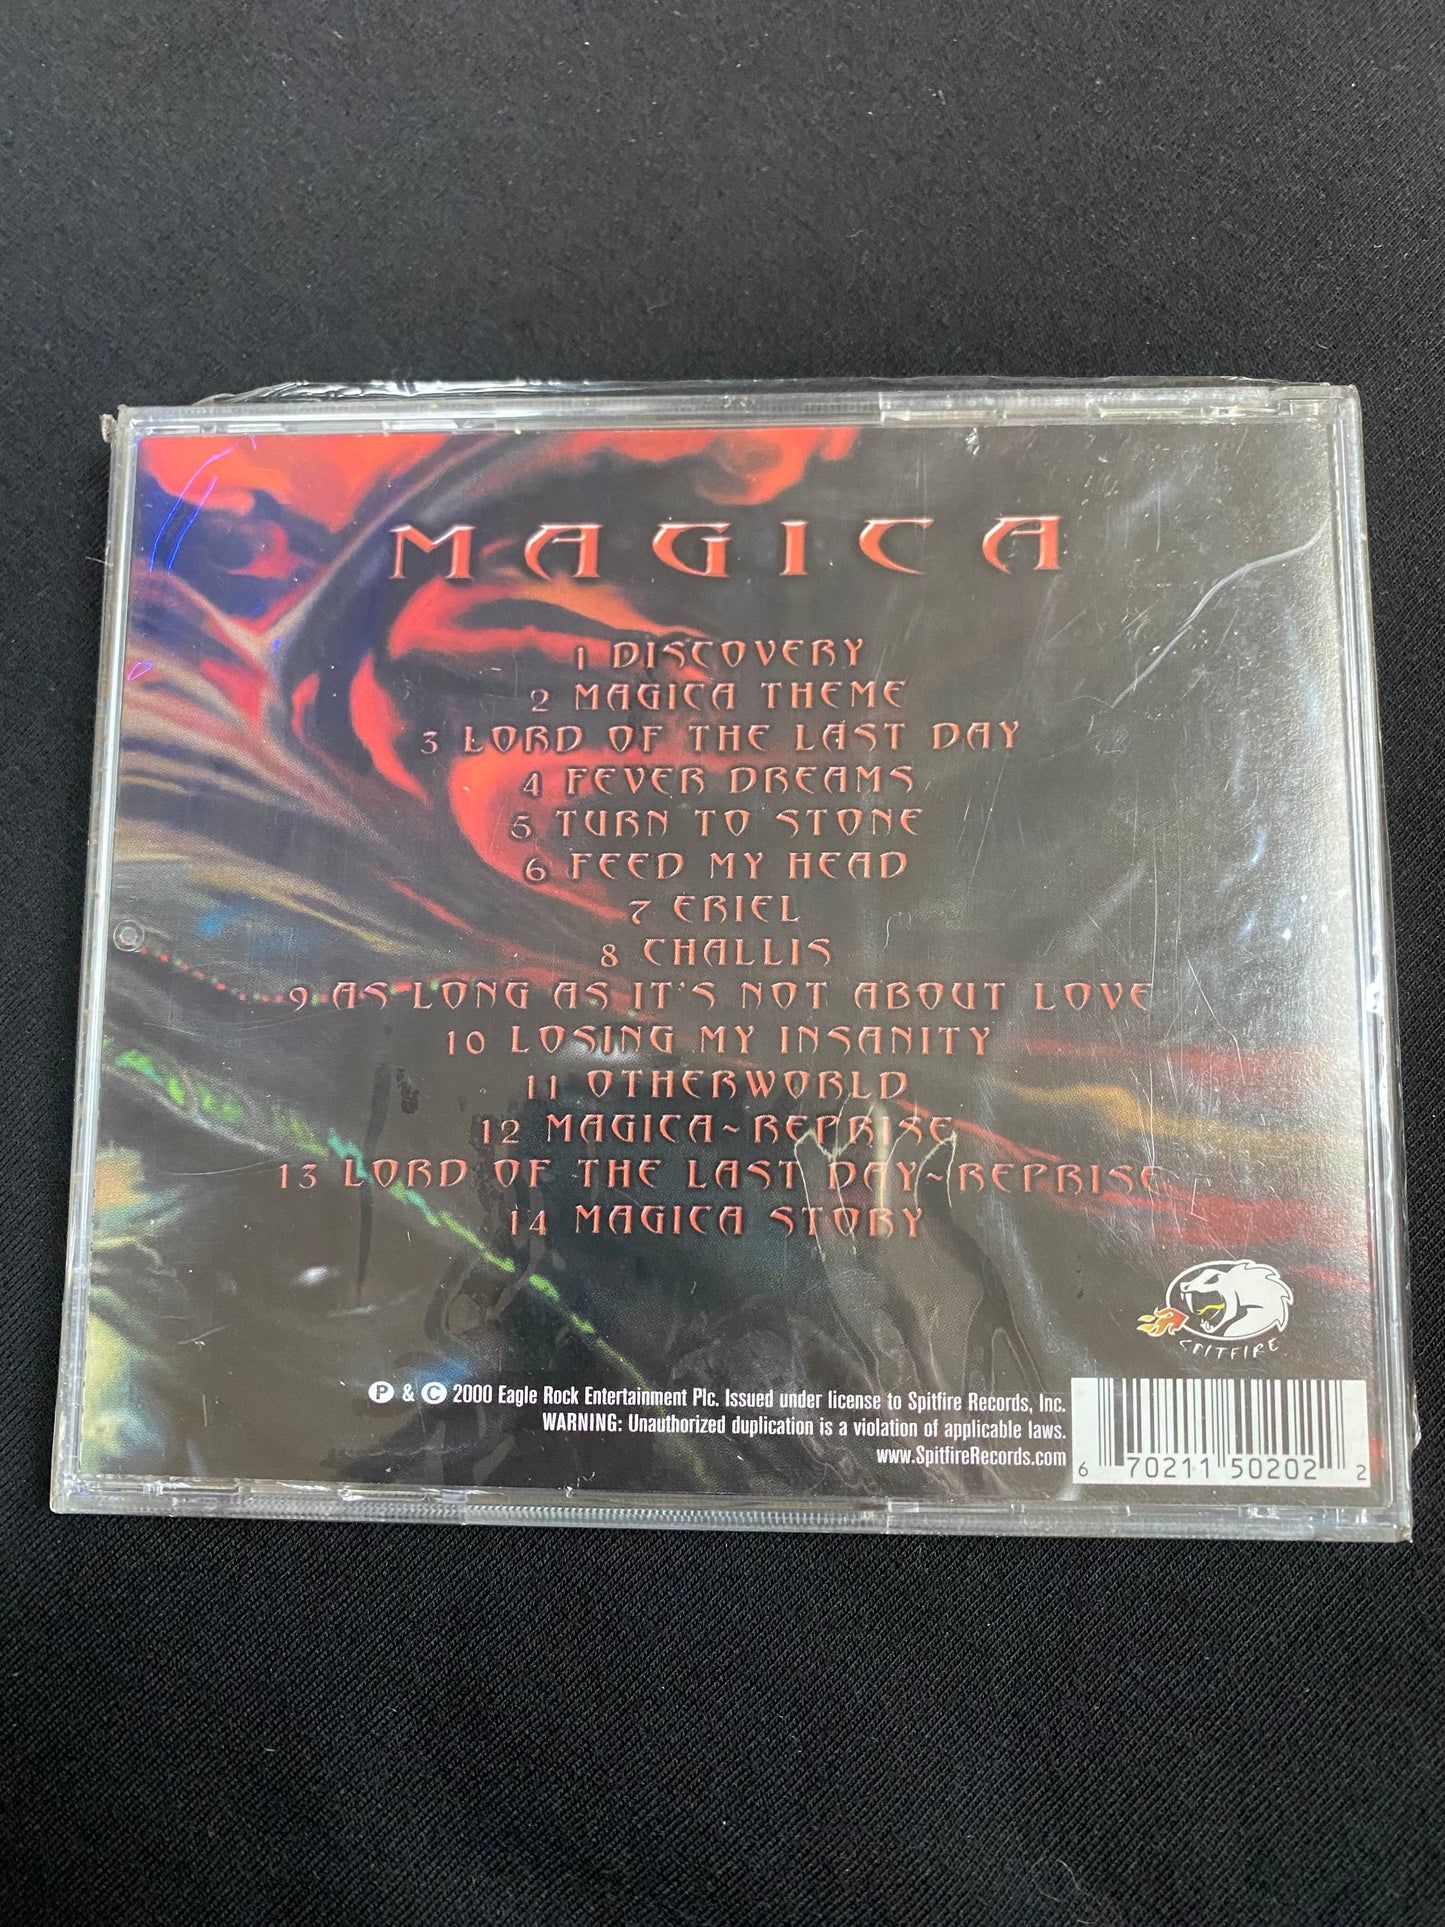 MAGICA
1 DISCOVERY
2 MAGICA THEME
3 LORD OF THE LAST DAY
4 FEVER DREAMS
5 TURN TO STONE
6 FEED MY HEAD
7 ERIEL
8 CHALLIS
9 AS LONG AS IT'S NOT ABOUT LOVE
10 LOSING MY INSANITY
11 OTHERWORLD
12 MAGICA~REPRISE
13 LORD OF THE LAST DAY~REPRISE
14 MAGICA STORY
SPITFIRE
Ⓟ & © 2000 Eagle Rock Entertainment Plc. Issued under license to Spitfire Records, Inc.
WARNING: Unauthorized duplication is a violation of applicable laws.
www.SpitfireRecords.com
6 70211 50202 2